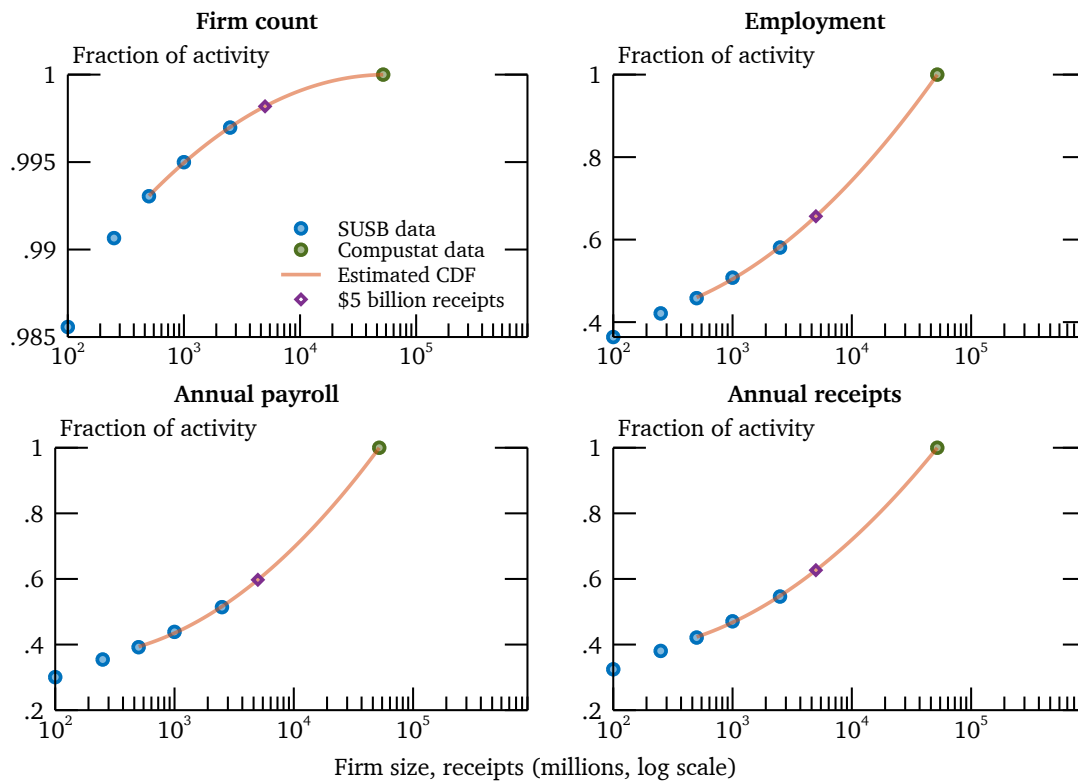 Firm count
Fraction of activity
1
.995
.99
.985
10² 10³ 10⁴ 10⁵
SUSB data
Compustat data
Estimated CDF
$5 billion receipts
Employment
Fraction of activity
1
.8
.6
.4
10² 10³ 10⁴ 10⁵
Annual payroll
Fraction of activity
1
.8
.6
.4
.2
10² 10³ 10⁴ 10⁵
Annual receipts
Fraction of activity
1
.8
.6
.4
.2
10² 10³ 10⁴ 10⁵
Firm size, receipts (millions, log scale)